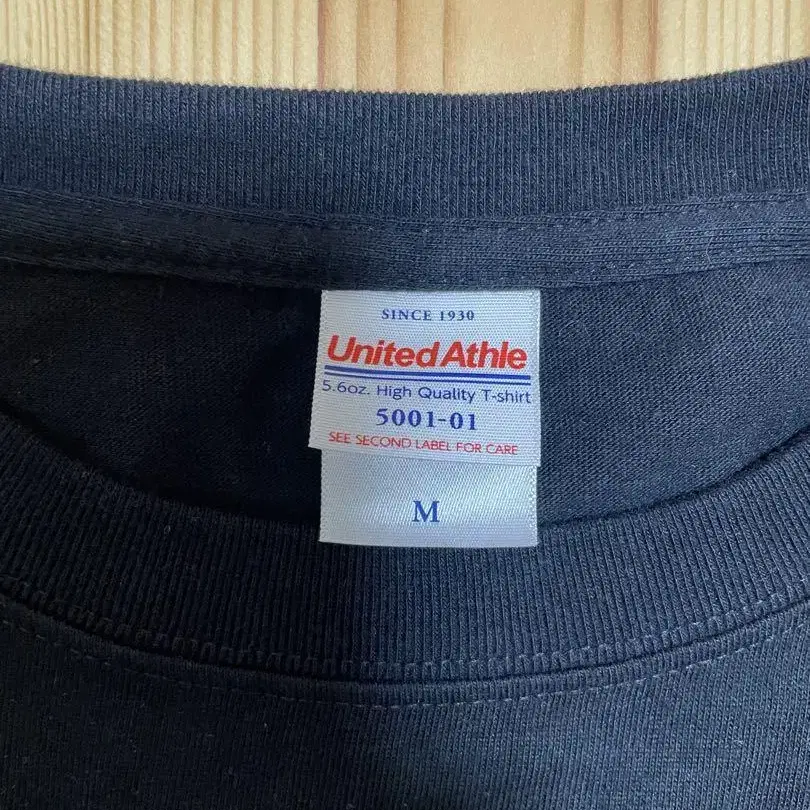 SINCE 1930
United Athle
5.6oz. High Quality T-shirt
5001-01
SEE SECOND LABEL FOR CARE
M